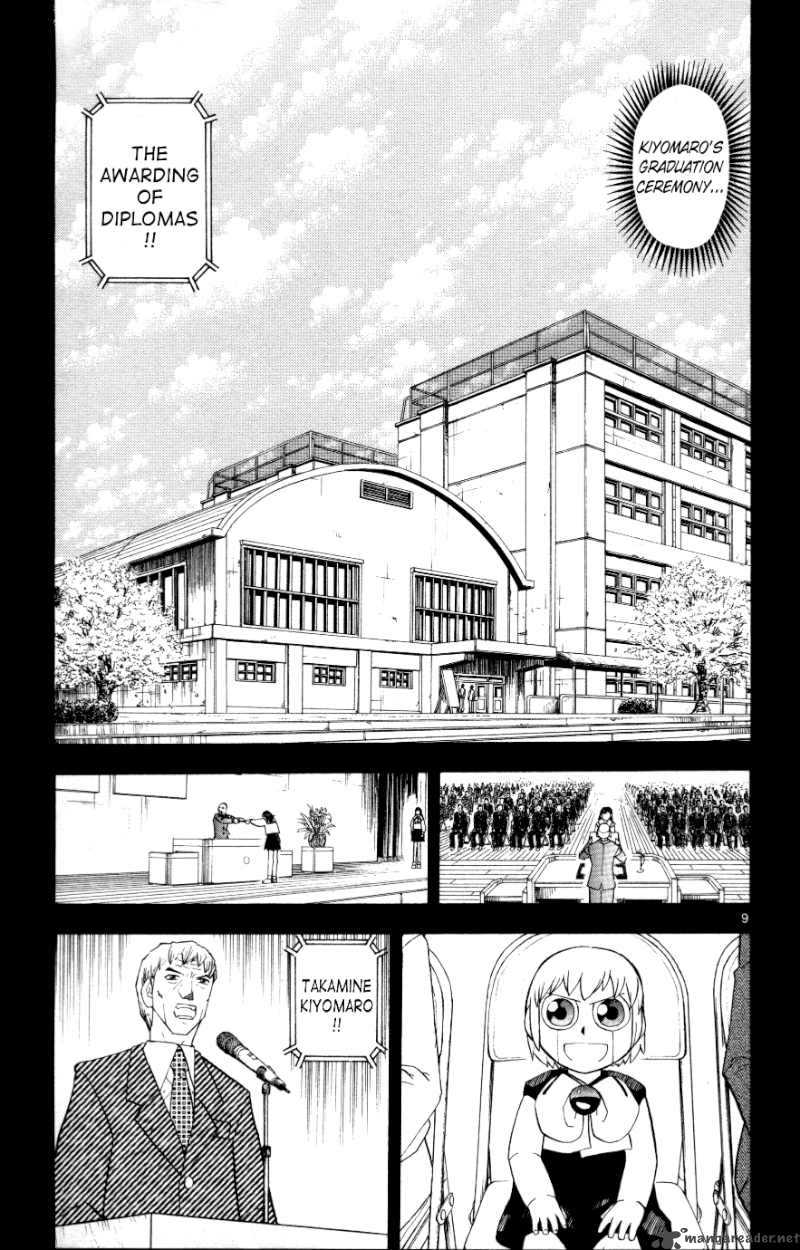 KIYOMARO'S
GRADUATION
CEREMONY...
THE
AWARDING
OF
DIPLOMAS
!!
9
TAKAMINE
KIYOMARO
!!
mangareader.net